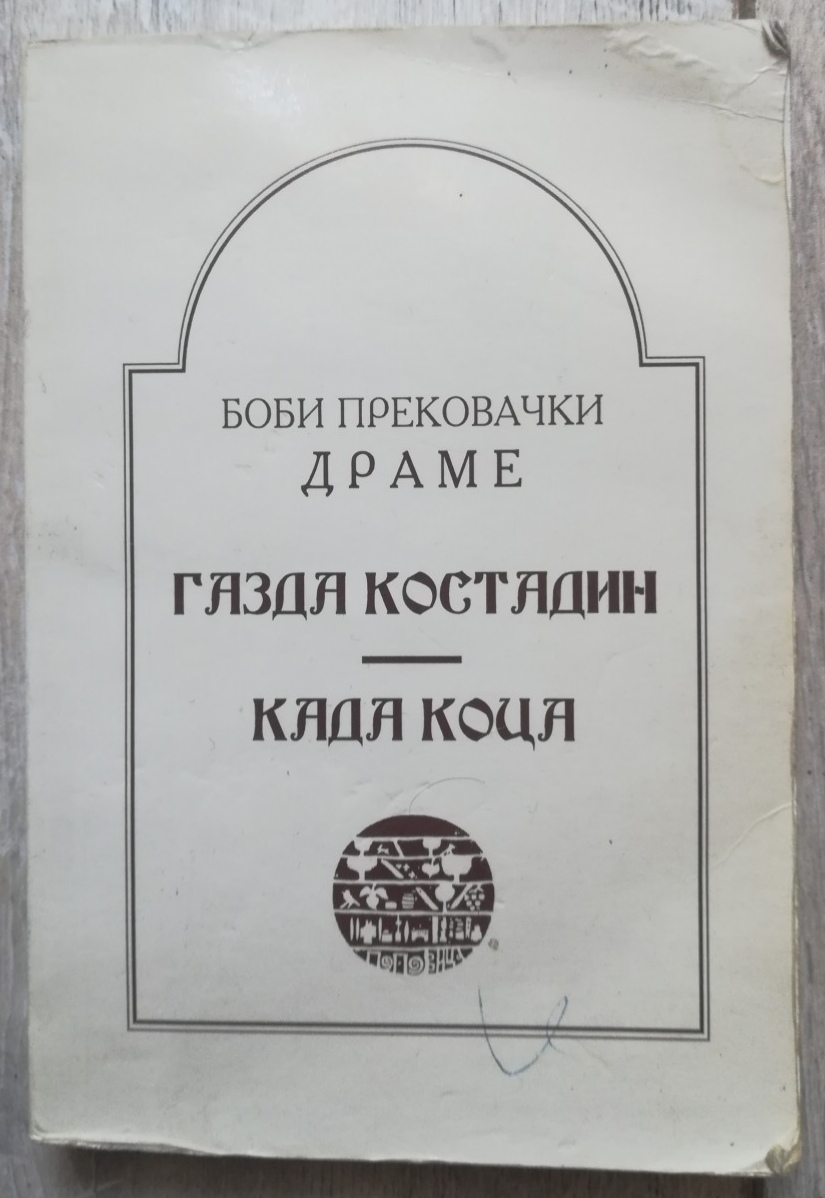 БОБИ ПРЕКОВАЧКИ
ДРАМЕ
ГАЗДА КОСТАДИН
КАДА КОЦА